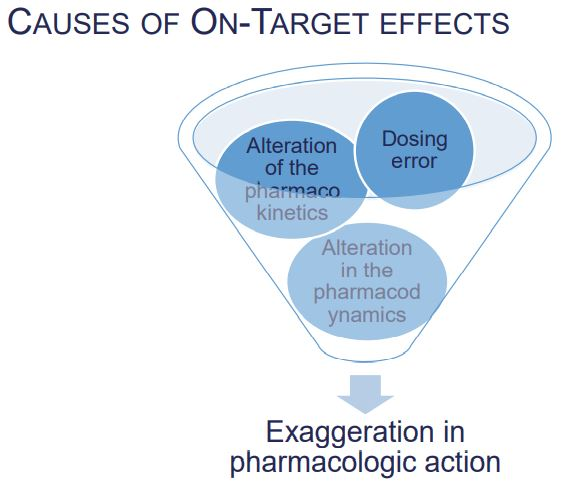 CAUSES OF ON-TARGET EFFECTS
Alteration
of the
pharmaco
kinetics
Dosing
error
Alteration
in the
pharmacod
ynamics
Exaggeration in
pharmacologic action